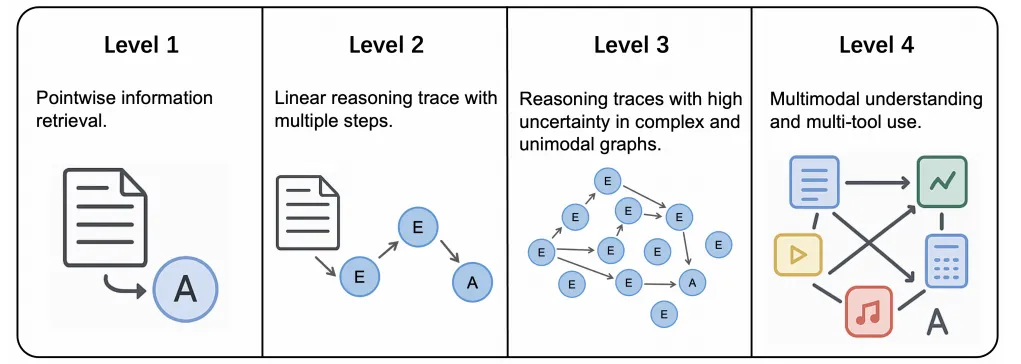 Level 1
Pointwise information
retrieval.
A
Level 2
Linear reasoning trace with
multiple steps.
E
E
A
Level 3
Reasoning traces with high
uncertainty in complex and
unimodal graphs.
E
E
E
E
E
E
E
E
E
E
A
E
Level 4
Multimodal understanding
and multi-tool use.
A